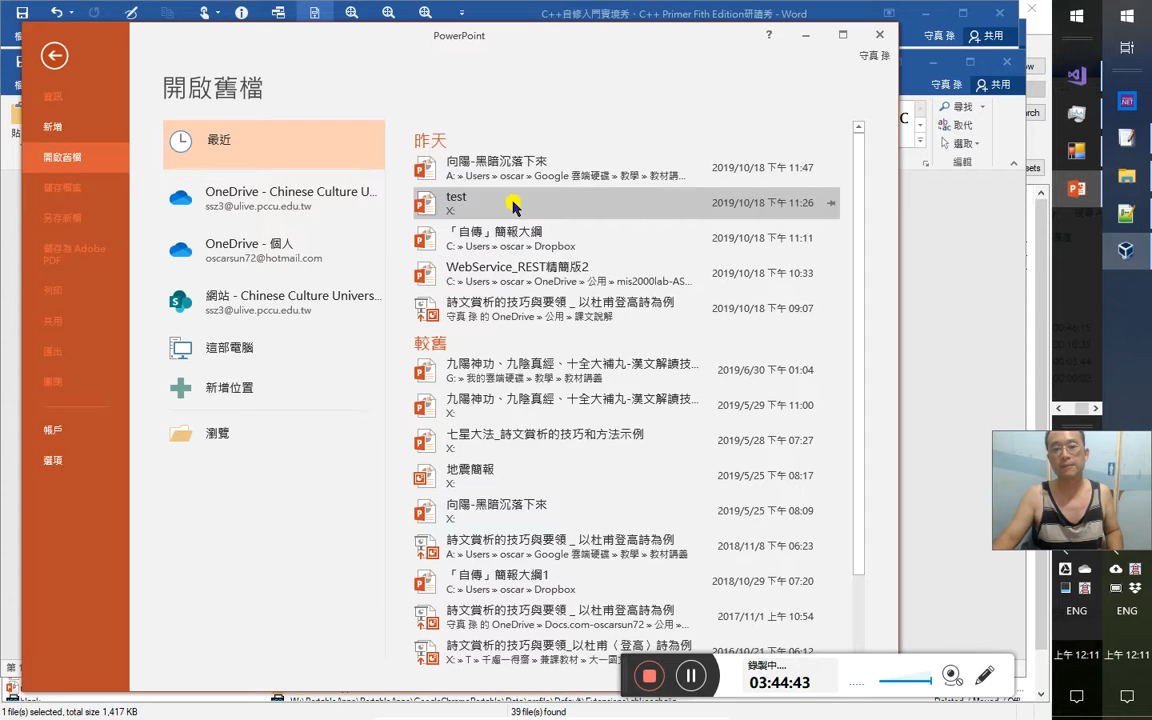 C++自修入門實境秀、C++ Primer Fith Edition研讀秀 - Word
守真 孫
共用
PowerPoint
?
守真 孫
守真 孫
共用
開啟舊檔
資訊
新增
開啟舊檔
儲存檔案
另存新檔
儲存為 Adobe
PDF
列印
共用
匯出
關閉
帳戶
選項
最近
OneDrive - Chinese Culture U...
ssz3@ulive.pccu.edu.tw
OneDrive - 個人
oscarsun72@hotmail.com
網站 - Chinese Culture Univers...
ssz3@ulive.pccu.edu.tw
這部電腦
新增位置
瀏覽
昨天
向陽-黑暗沉落下來
2019/10/18 下午 11:47
A: » Users » oscar » Google 雲端硬碟 » 教學 » 教材講...
test
2019/10/18 下午 11:26
X:
「自傳」簡報大綱
2019/10/18 下午 11:11
C: » Users » oscar » Dropbox
WebService_REST精簡版2
2019/10/18 下午 10:33
C: » Users » oscar » OneDrive » 公用 » mis2000lab-AS...
詩文賞析的技巧與要領 _ 以杜甫登高詩為例
2019/10/18 下午 09:07
守真 孫 的 OneDrive » 公用 » 課文說解
較舊
九陽神功、九陰真經、十全大補丸-漢文解讀技...
2019/6/30 上午 01:04
G: » 我的雲端硬碟 » 教學 » 教材講義
九陽神功、九陰真經、十全大補丸-漢文解讀技...
2019/5/29 上午 11:00
X:
七星大法_詩文賞析的技巧和方法示例
2019/5/28 下午 07:27
X:
地震簡報
2019/5/25 下午 08:17
X:
向陽-黑暗沉落下來
2019/5/25 下午 08:09
X:
詩文賞析的技巧與要領 _ 以杜甫登高詩為例
2018/11/8 下午 06:23
A: » Users » oscar » Google 雲端硬碟 » 教學 » 教材講義
「自傳」簡報大綱1
2018/10/29 下午 07:20
C: » Users » oscar » Dropbox
詩文賞析的技巧與要領 _ 以杜甫登高詩為例
2017/11/1 上午 10:54
守真 孫 的 OneDrive » Docs.com-oscarsun72 » 公用 »...
詩文賞析的技巧與要領_以杜甫〈登高〉詩為例
2016/10/21 下午 06:12
尋找
取代
選取
編輯
錄製中....
03:44:43
ENG
ENG
上午 12:11
上午 12:11
1 file(s) selected, total size 1,417 KB
39 file(s) found